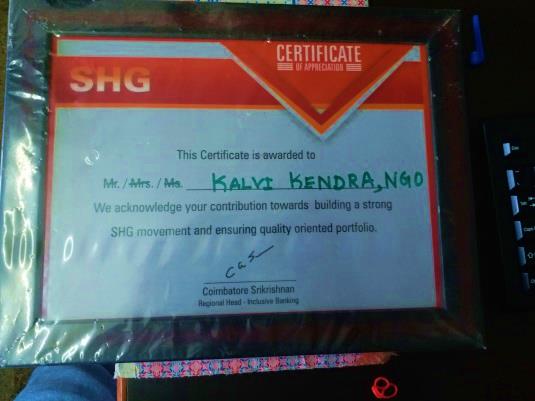 CERTIFICATE
OF APPRECIATION
SHG
This Certificate is awarded to
Mr. / Mrs. / Ms. KALVI KENDRA, NGO
We acknowledge your contribution towards building a strong
SHG movement and ensuring quality oriented portfolio.
Coimbatore Srikrishnan
Regional Head - Inclusive Banking